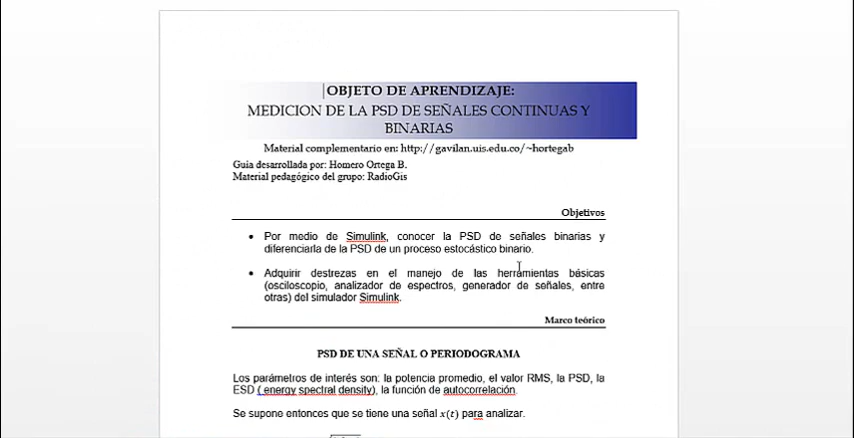 OBJETO DE APRENDIZAJE:
MEDICION DE LA PSD DE SEÑALES CONTINUAS Y
BINARIAS
Material complementario en: http://gavilan.uis.edu.co/~hortegab
Guia desarrollada por: Homero Ortega B.
Material pedagógico del grupo: RadioGis
Objetivos
• Por medio de Simulink, conocer la PSD de señales binarias y
diferenciarla de la PSD de un proceso estocástico binario.
• Adquirir destrezas en el manejo de las herramientas básicas
(osciloscopio, analizador de espectros, generador de señales, entre
otras) del simulador Simulink.
Marco teórico
PSD DE UNA SEÑAL O PERIODOGRAMA
Los parámetros de interés son: la potencia promedio, el valor RMS, la PSD, la
ESD ( energy spectral density), la función de autocorrelación.
Se supone entonces que se tiene una señal x(t) para analizar.